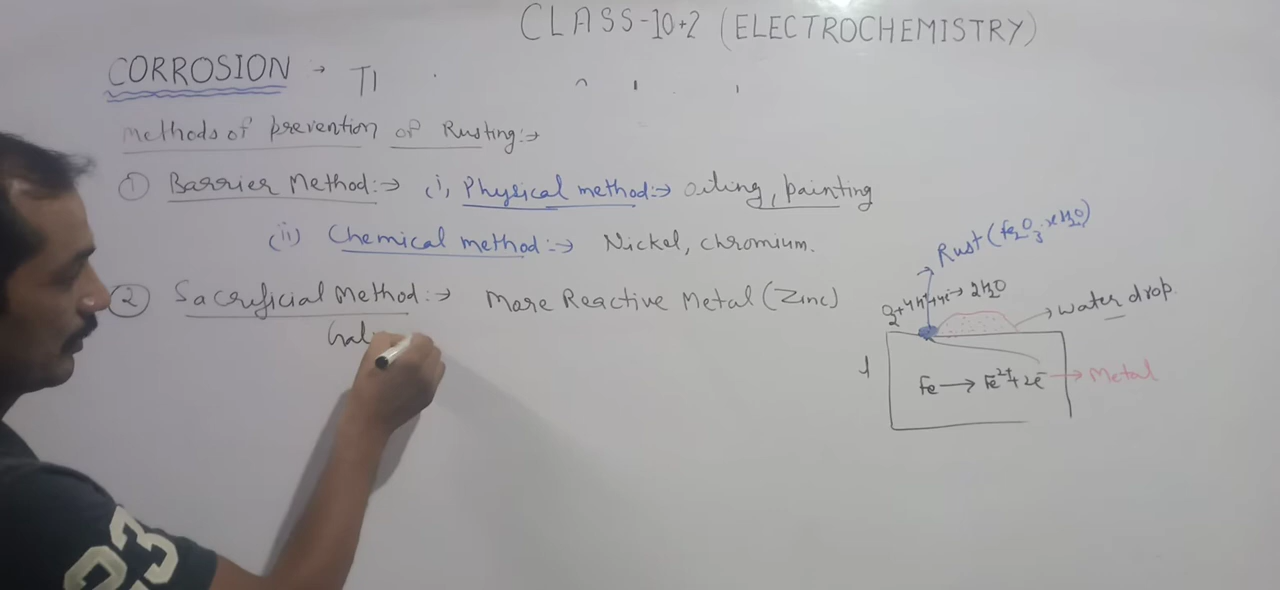 CLASS-10+2 (ELECTROCHEMISTRY)
CORROSION →
Methods of prevention of Rusting:→
① Barrier Method:→ (i) Physical method:→ oiling, painting
(ii) Chemical method:→ Nickel, chromium.
② Sacrificial Method:→ More Reactive Metal (Zinc)
Gal
Rust (Fe₂O₃.xH₂O)
O₂+4H⁺+4e⁻→2H₂O
water drop.
Fe → Fe²⁺+2e⁻
Metal
23